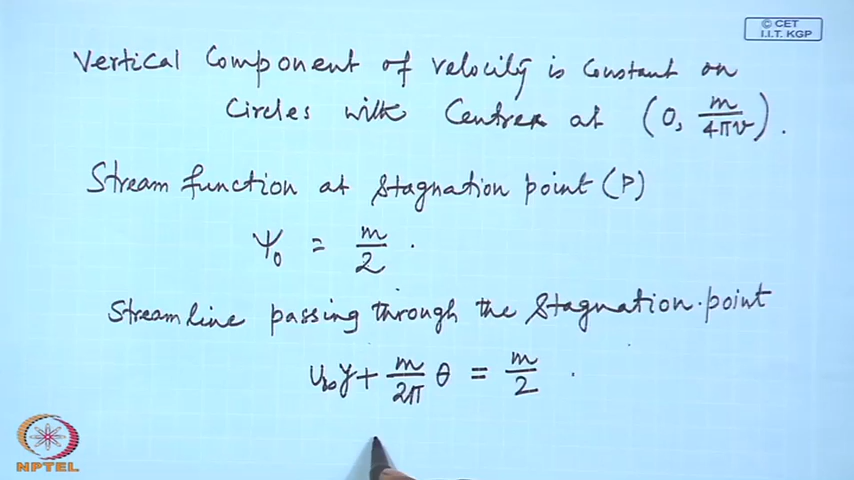 © CET
I.I.T. KGP
Vertical Component of velocity is Constant on
Circles with Centres at (0, m/4πv).
Stream function at Stagnation point (P)
Ψ₀ = m/2 .
Streamline passing through the Stagnation point
U∞y + m/2π θ = m/2 .
NPTEL